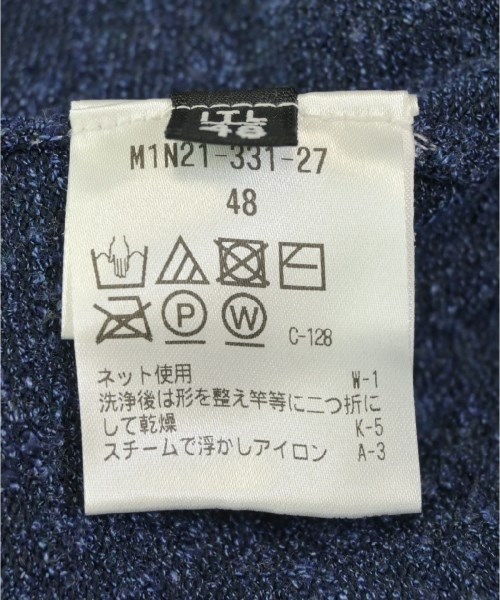 M1N21-331-27
48
P W C-128
ネット使用 W-1
洗浄後は形を整え竿等に二つ折に
して乾燥 K-5
スチームで浮かしアイロン A-3